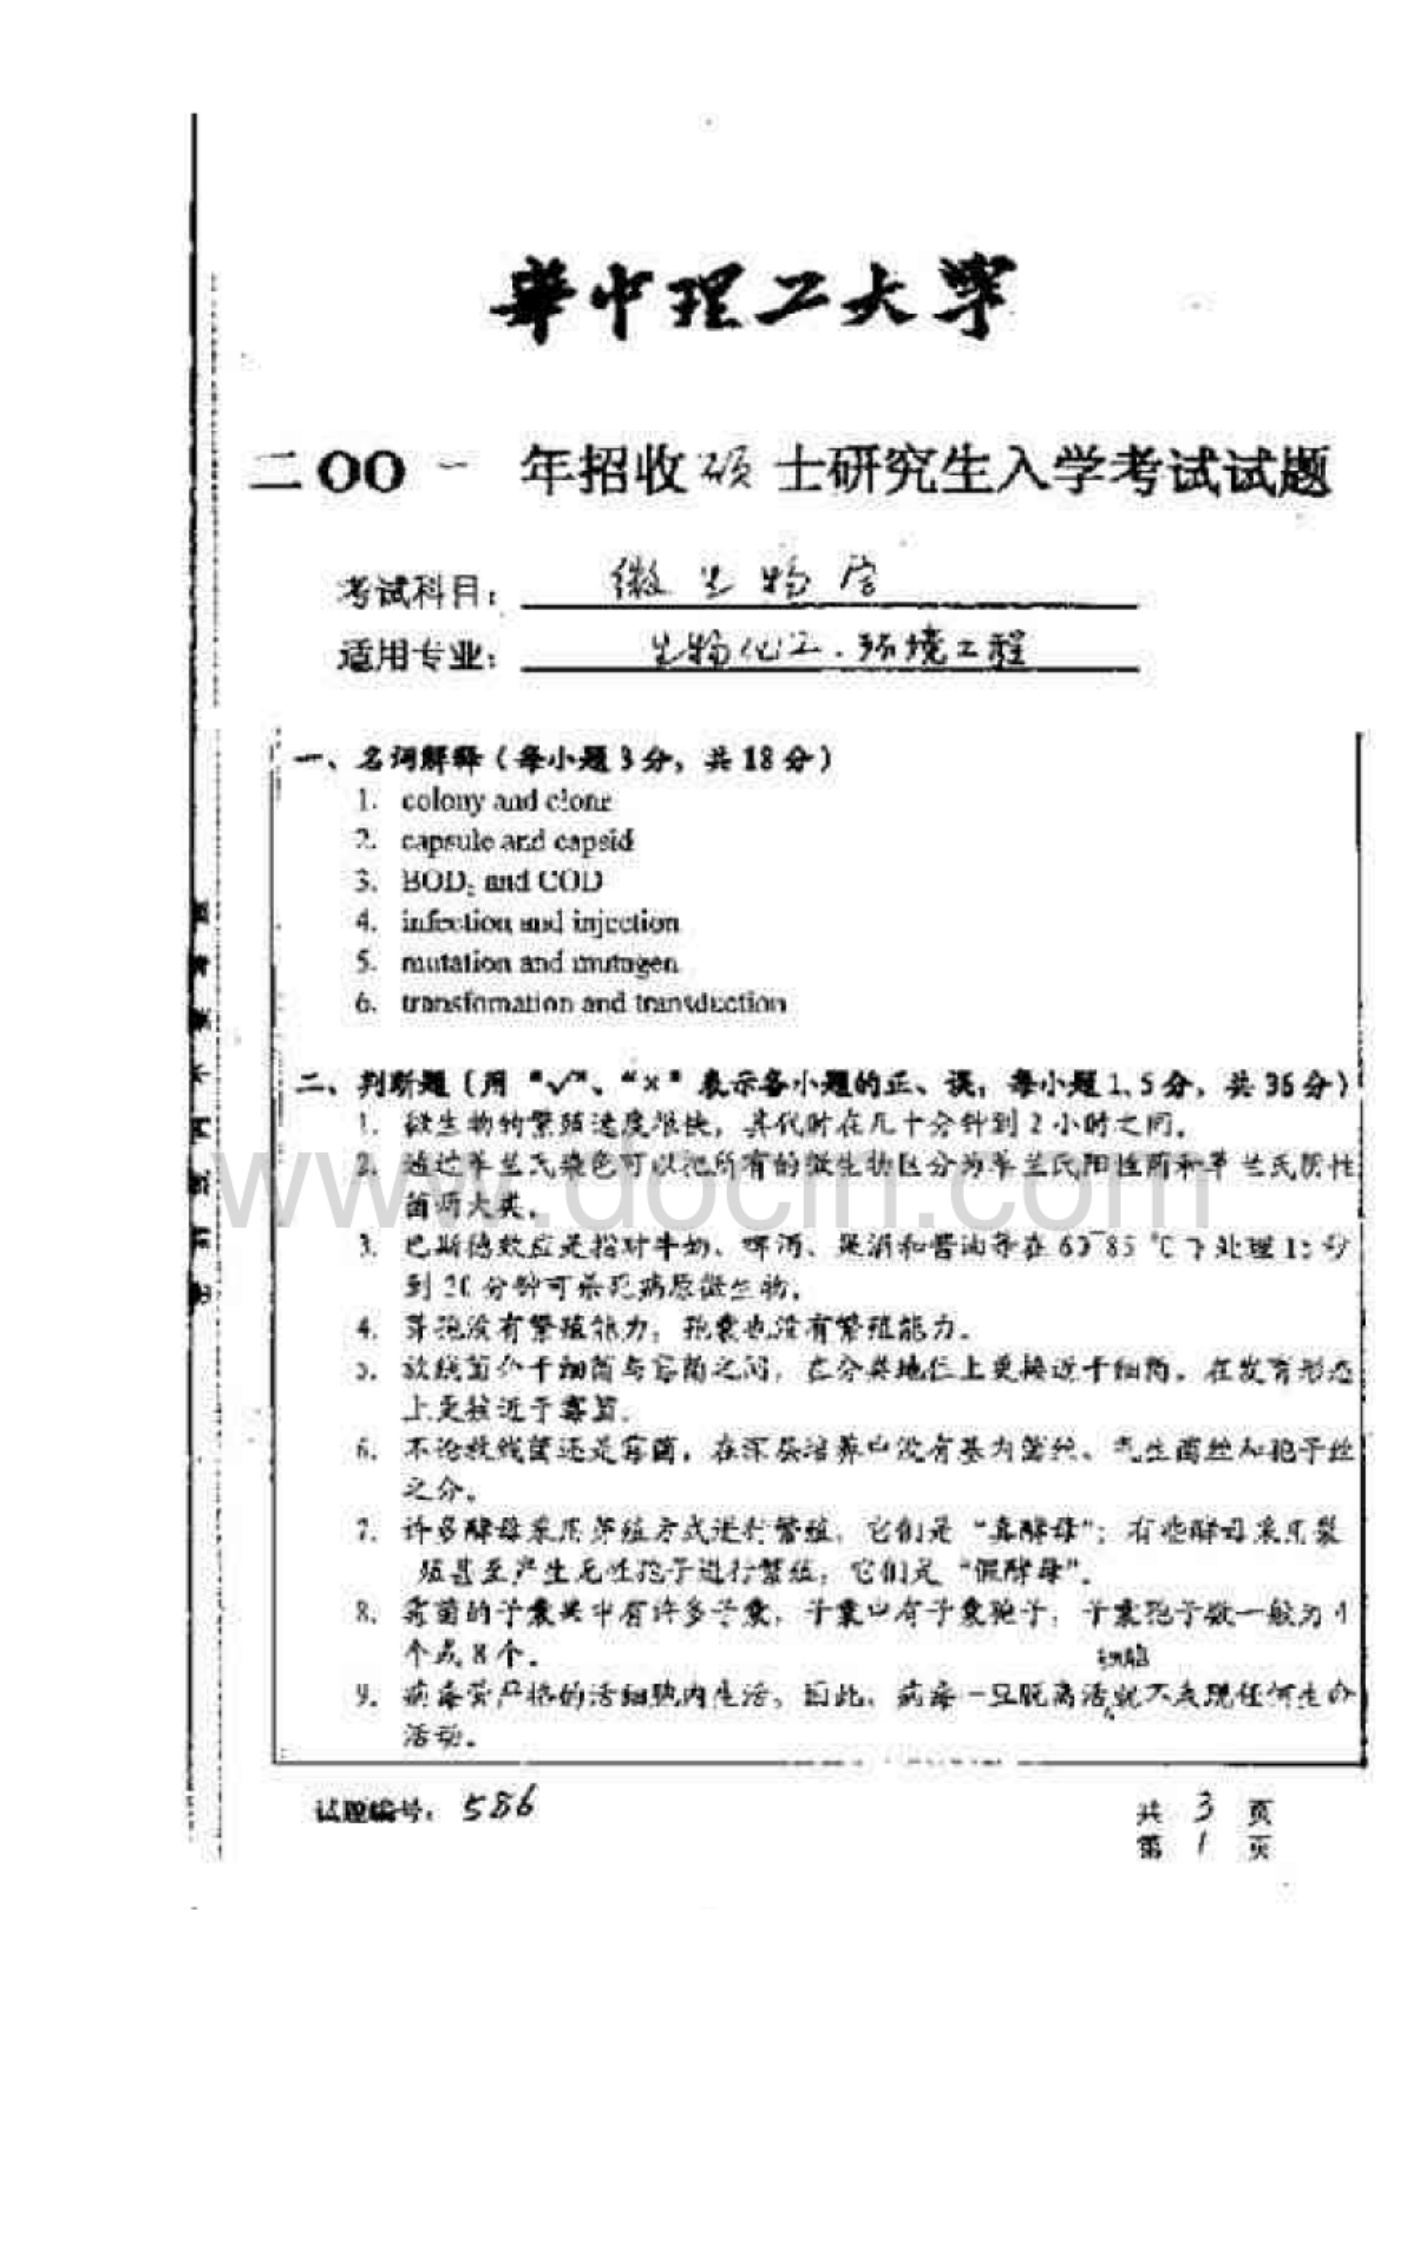 華中理工大学
二〇〇一年招收硕士研究生入学考试试题
考试科目：微生物学
适用专业：生物化工．环境工程
一、名词解释（每小题3分，共18分）
1. colony and clone
2. capsule and capsid
3. BOD5 and COD
4. infection and injection
5. mutation and mutagen
6. transfomation and transduction
二、判断题（用“√”、“×”表示各小题的正、误，每小题1.5分，共36分）
1. 微生物的繁殖速度很快，其代时在几十分钟到2小时之间。
2. 通过革兰氏染色可以把所有的微生物区分为革兰氏阳性菌和革兰氏阴性
菌两大类。
3. 巴斯德效应是指对牛奶、啤酒、果酒和酱油等在60~85℃下处理15秒
到30分钟可杀死病原微生物。
4. 芽孢没有繁殖能力，孢囊也没有繁殖能力。
5. 放线菌介于细菌与霉菌之间，在分类地位上更接近于细菌，在发育形态
上更接近于霉菌。
6. 不论放线菌还是霉菌，在深层培养中没有基内菌丝、气生菌丝和孢子丝
之分。
7. 许多酵母采用芽殖方式进行繁殖，它们是“真酵母”；有些酵母采用裂
殖甚至产生无性孢子进行繁殖，它们是“假酵母”。
8. 霉菌的子囊果中有许多子囊，子囊中有子囊孢子，子囊孢子数一般为4
个或8个。
9. 病毒营严格的活细胞内生活，因此，病毒一旦脱离活细胞就不表现任何生命
活动。
试题编号：586
共 3 页
第 1 页
www.docin.com